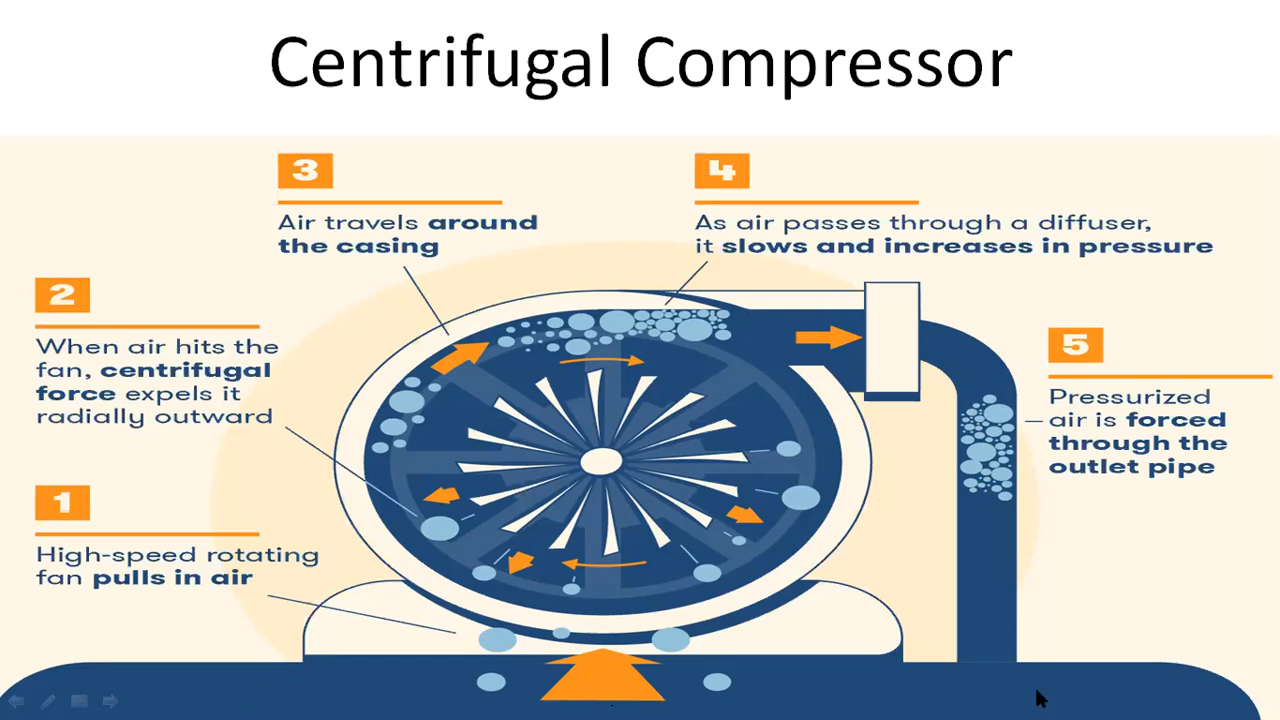 Centrifugal Compressor
3
Air travels around
the casing
4
As air passes through a diffuser,
it slows and increases in pressure
2
When air hits the
fan, centrifugal
force expels it
radially outward
5
Pressurized
air is forced
through the
outlet pipe
1
High-speed rotating
fan pulls in air